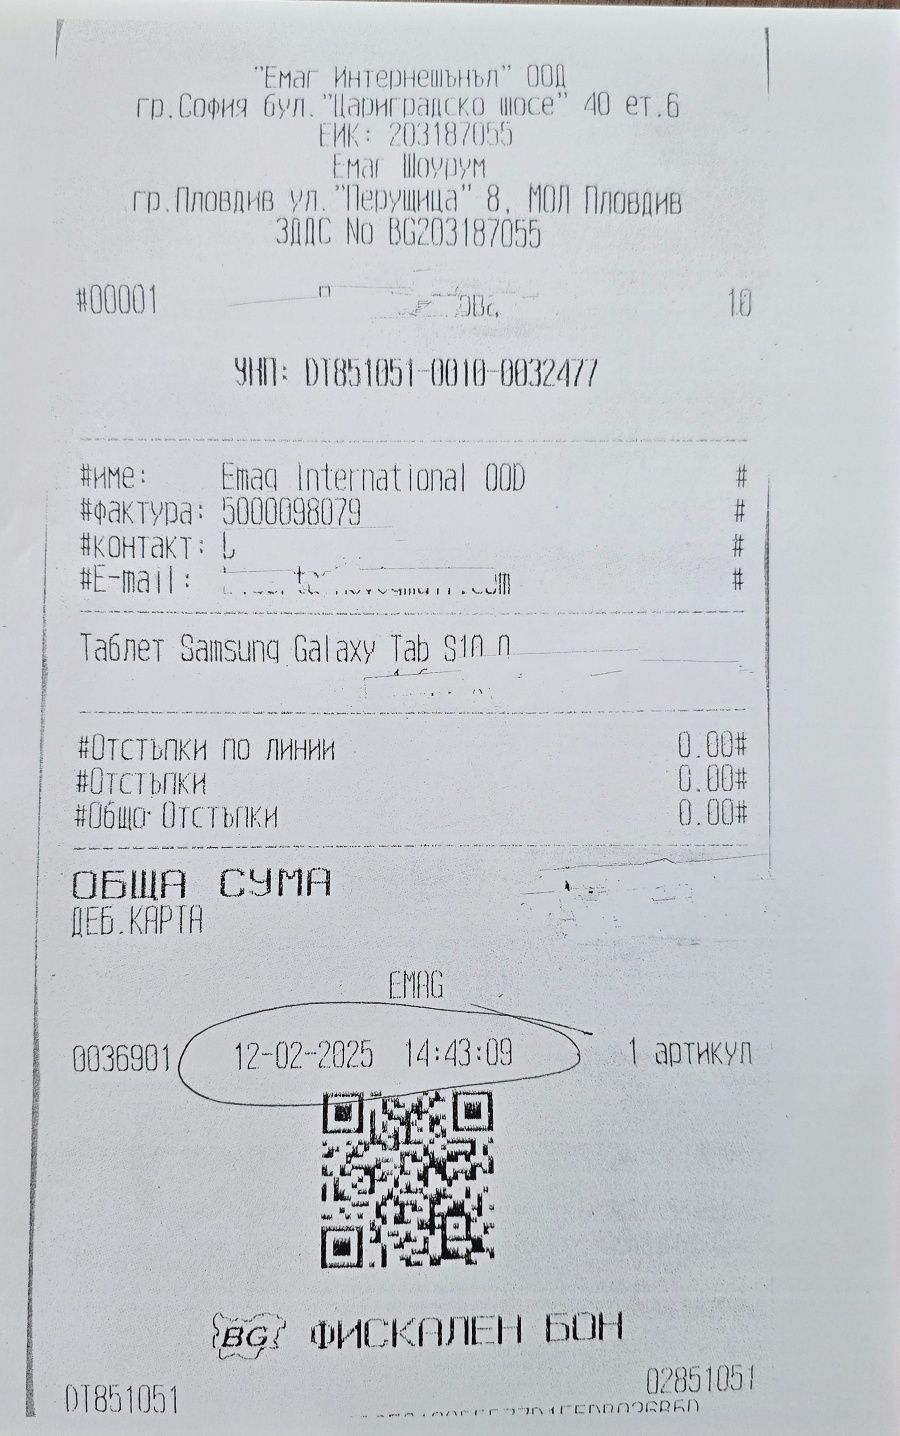 "Емаг Интернешънъл" ООД
гр.София бул."Цариградско шосе" 40 ет.6
ЕИК: 203187055
Емаг Шоурум
гр.Пловдив ул."Перущица" 8, МОЛ Пловдив
ЗДДС No BG203187055
#00001 10
УНП: DT851051-0010-0032477
#име: Emag International OOD #
#фактура: 5000098079 #
#контакт: #
#E-mail: #
Таблет Samsung Galaxy Tab S10
#Отстъпки по линии 0.00#
#Отстъпки 0.00#
#Общо Отстъпки 0.00#
ОБЩА СУМА
ДЕБ.КАРТА
EMAG
0036901 12-02-2025 14:43:09 1 артикул
BG ФИСКАЛЕН БОН
DT851051 02851051